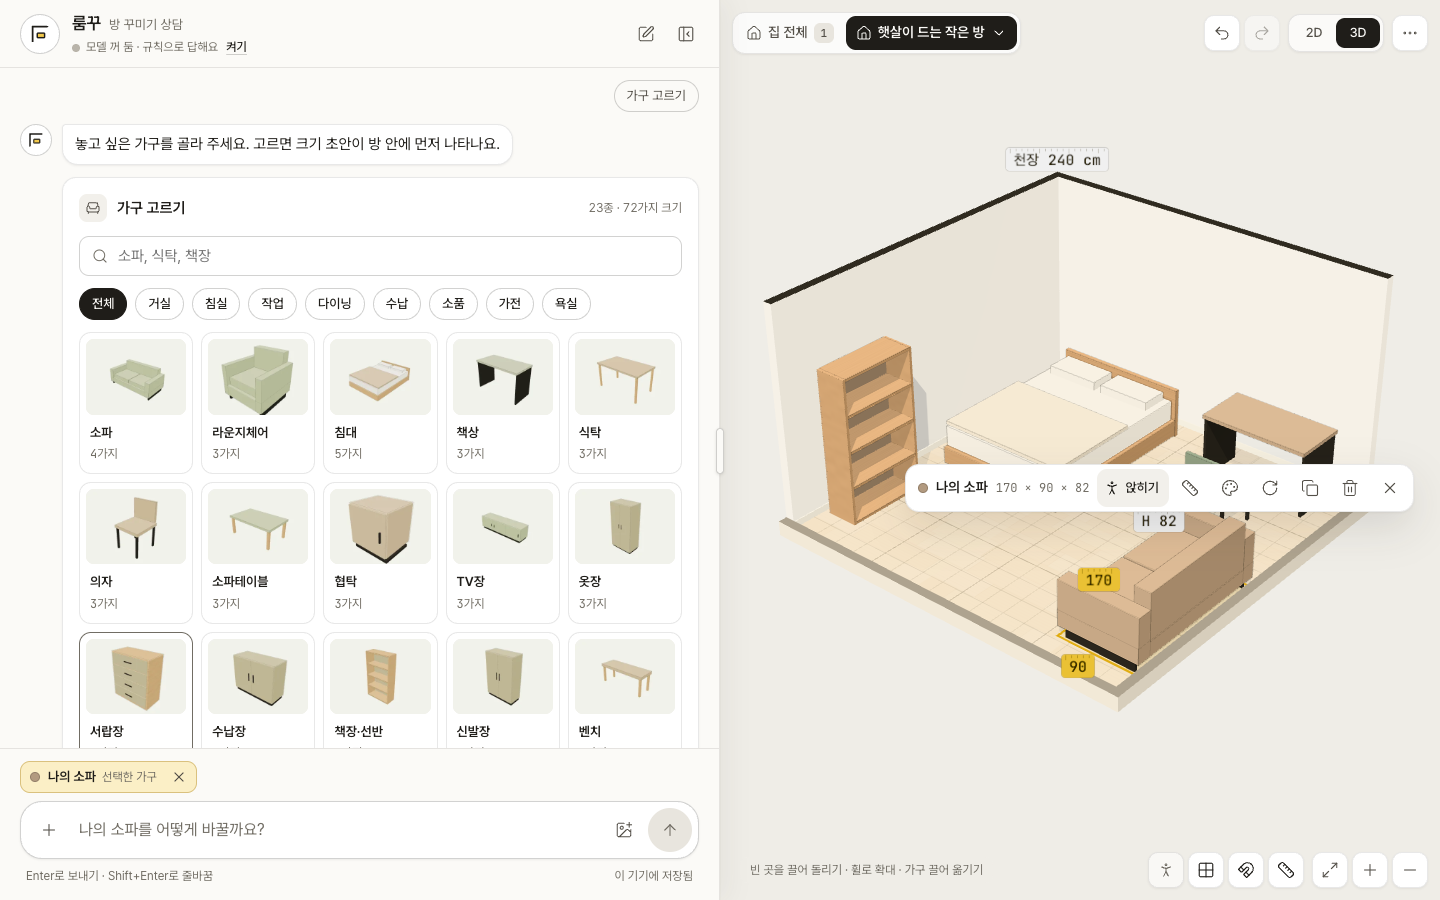 룸꾸 방 꾸미기 상담
모델 꺼 둠 · 규칙으로 답해요 켜기
가구 고르기
놓고 싶은 가구를 골라 주세요. 고르면 크기 초안이 방 안에 먼저 나타나요.
가구 고르기
23종 · 72가지 크기
소파, 식탁, 책장
전체 거실 침실 작업 다이닝 수납 소품 가전 욕실
소파 라운지체어 침대 책상 식탁
4가지 3가지 5가지 3가지 3가지
의자 소파테이블 협탁 TV장 옷장
3가지 3가지 3가지 3가지 3가지
서랍장 수납장 책장·선반 신발장 벤치
나의 소파 선택한 가구
나의 소파를 어떻게 바꿀까요?
Enter로 보내기 · Shift+Enter로 줄바꿈
이 기기에 저장됨
집 전체 1 햇살이 드는 작은 방
2D 3D
천장 240 cm
나의 소파 170 × 90 × 82 앉히기
H 82
170
90
빈 곳을 끌어 돌리기 · 휠로 확대 · 가구 끌어 옮기기